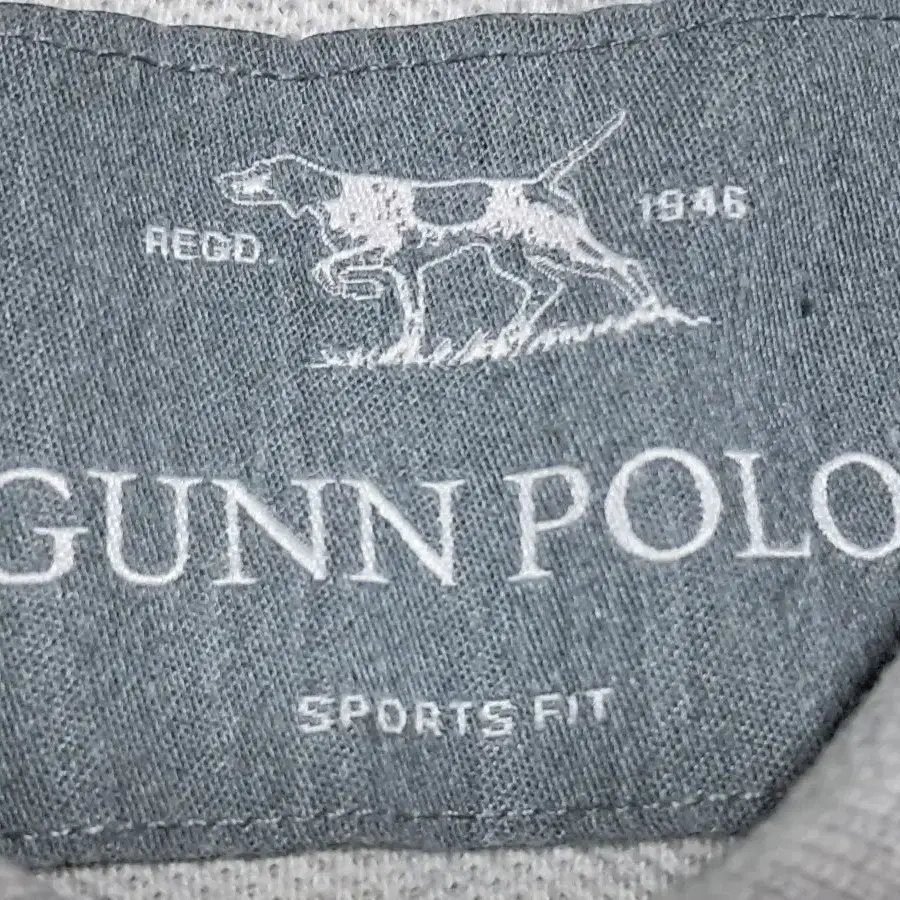 REGD. 1946
GUNN POLO
SPORTS FIT